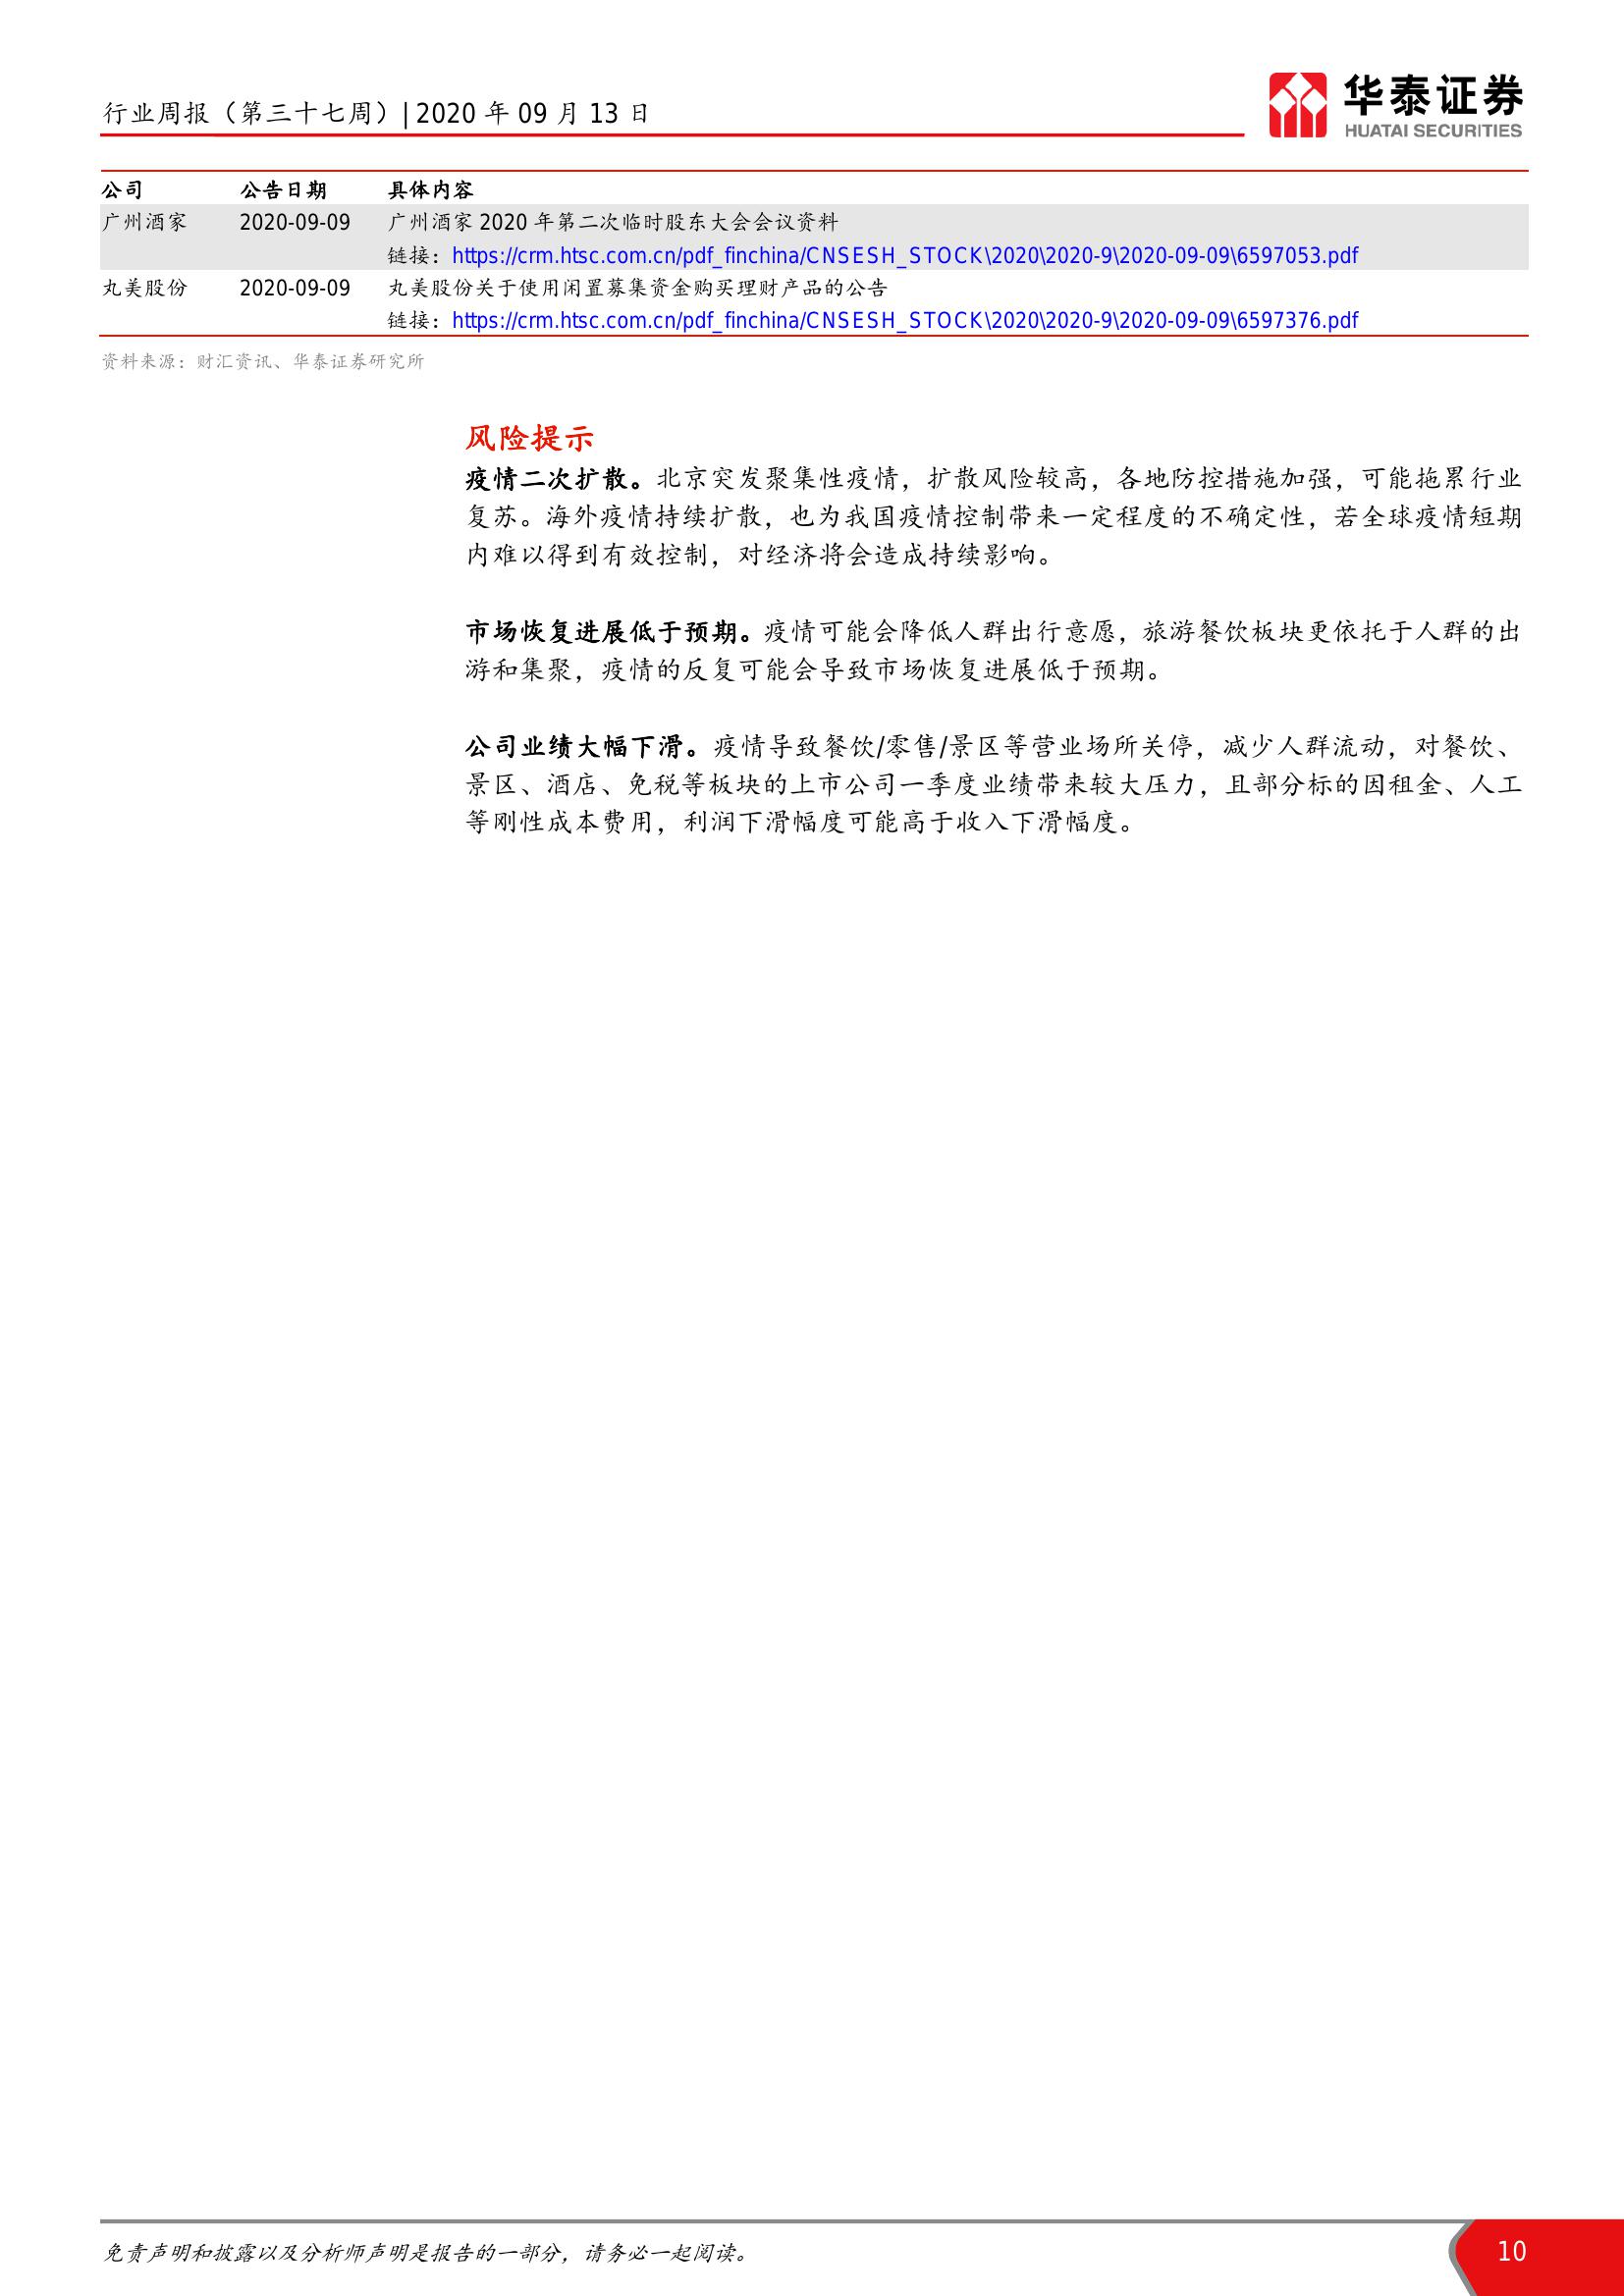 行业周报（第三十七周）| 2020 年 09 月 13 日
华泰证券
HUATAI SECURITIES
公司 公告日期 具体内容
广州酒家 2020-09-09 广州酒家 2020 年第二次临时股东大会会议资料
链接：https://crm.htsc.com.cn/pdf_finchina/CNSESH_STOCK\2020\2020-9\2020-09-09\6597053.pdf
丸美股份 2020-09-09 丸美股份关于使用闲置募集资金购买理财产品的公告
链接：https://crm.htsc.com.cn/pdf_finchina/CNSESH_STOCK\2020\2020-9\2020-09-09\6597376.pdf
资料来源：财汇资讯、华泰证券研究所
风险提示
疫情二次扩散。北京突发聚集性疫情，扩散风险较高，各地防控措施加强，可能拖累行业
复苏。海外疫情持续扩散，也为我国疫情控制带来一定程度的不确定性，若全球疫情短期
内难以得到有效控制，对经济将会造成持续影响。
市场恢复进展低于预期。疫情可能会降低人群出行意愿，旅游餐饮板块更依托于人群的出
游和集聚，疫情的反复可能会导致市场恢复进展低于预期。
公司业绩大幅下滑。疫情导致餐饮/零售/景区等营业场所关停，减少人群流动，对餐饮、
景区、酒店、免税等板块的上市公司一季度业绩带来较大压力，且部分标的因租金、人工
等刚性成本费用，利润下滑幅度可能高于收入下滑幅度。
免责声明和披露以及分析师声明是报告的一部分，请务必一起阅读。
10